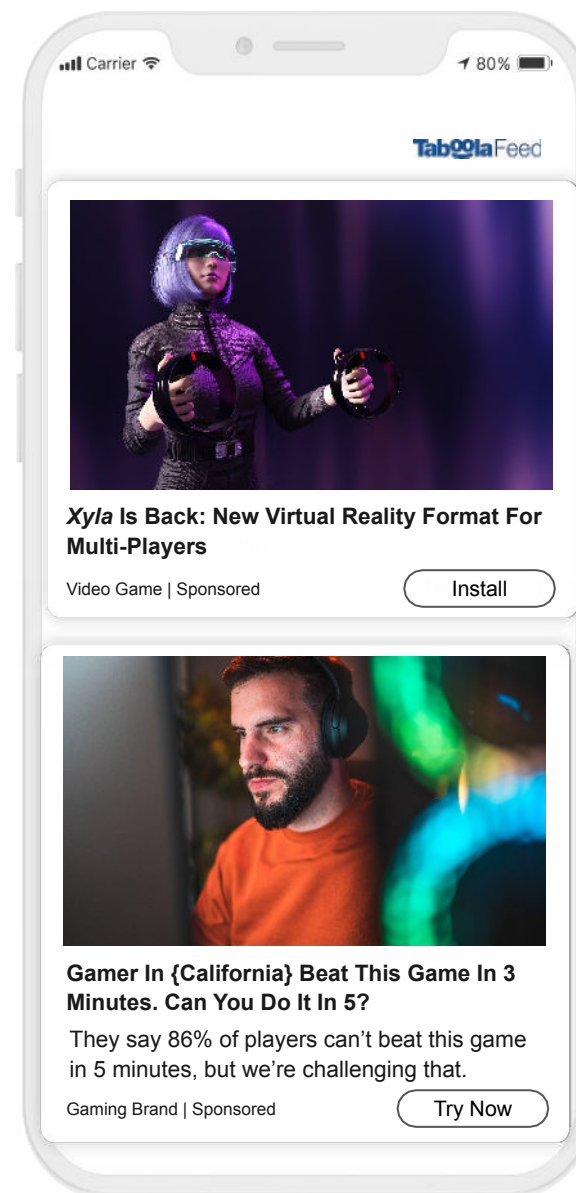 Carrier 80%
Taboola Feed
Xyla Is Back: New Virtual Reality Format For
Multi-Players
Video Game | Sponsored Install
Gamer In {California} Beat This Game In 3
Minutes. Can You Do It In 5?
They say 86% of players can’t beat this game
in 5 minutes, but we’re challenging that.
Gaming Brand | Sponsored Try Now